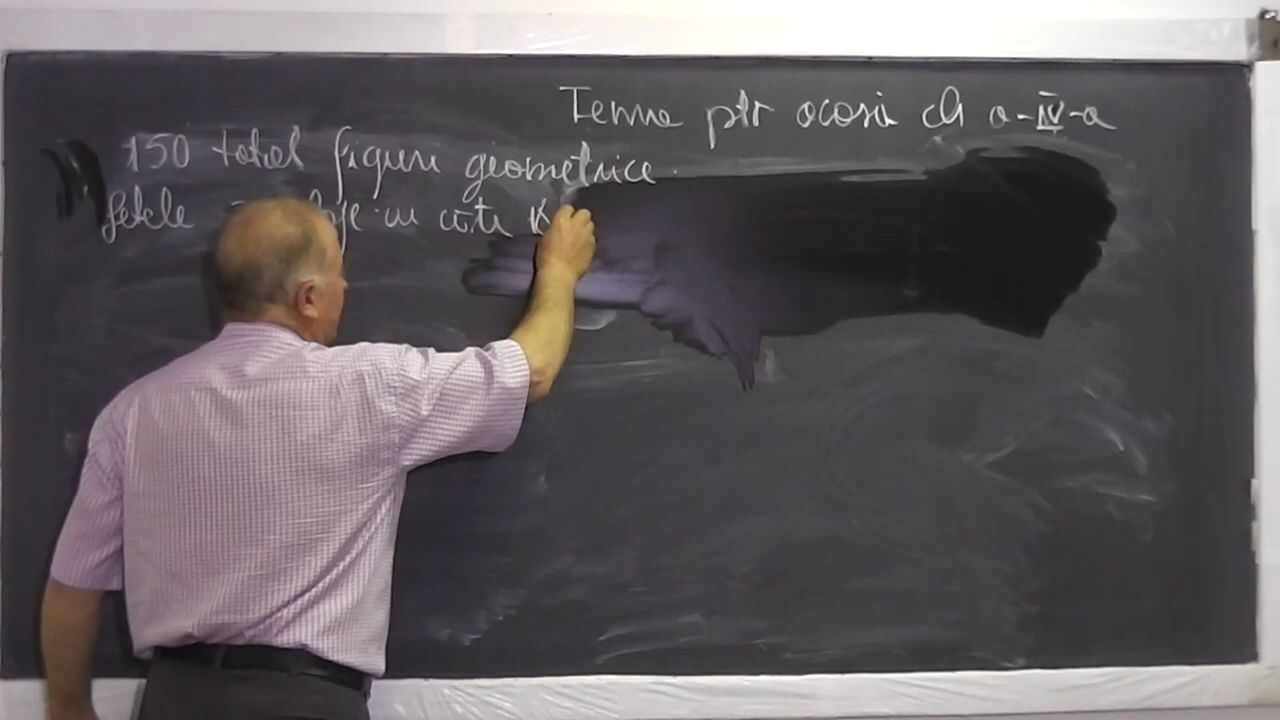 Teme ptr acasă cls a-IV-a
150 total figuri geometrice
fetele cu câte